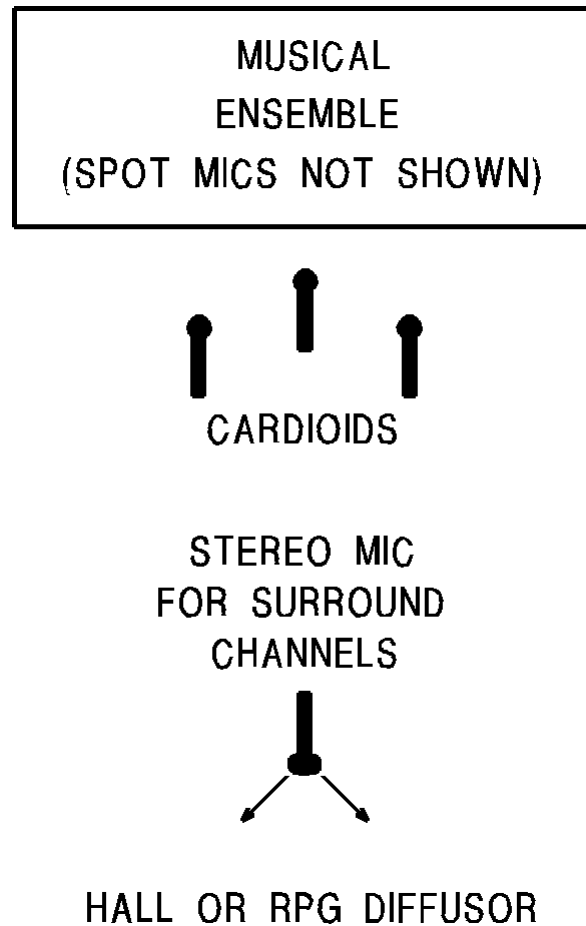 MUSICAL
ENSEMBLE
(SPOT MICS NOT SHOWN)
CARDIOIDS
STEREO MIC
FOR SURROUND
CHANNELS
HALL OR RPG DIFFUSOR